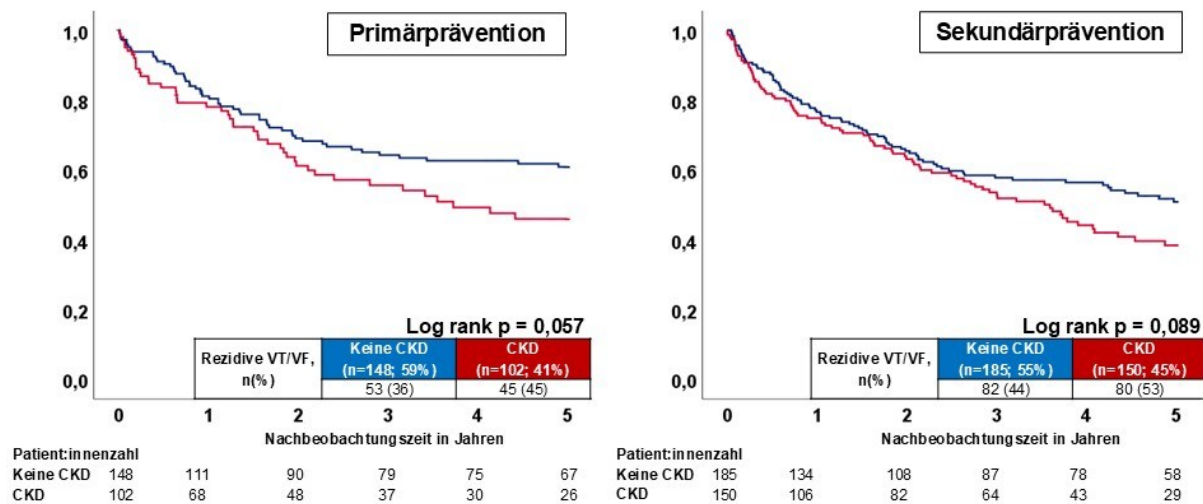 Primärprävention
1,0
0,8
0,6
0,4
0,2
0,0
Log rank p = 0,057
Rezidive VT/VF, n(%)
Keine CKD (n=148; 59%)
CKD (n=102; 41%)
53 (36)
45 (45)
0 1 2 3 4 5
Nachbeobachtungszeit in Jahren
Patient:innenzahl
Keine CKD 148 111 90 79 75 67
CKD 102 68 48 37 30 26
Sekundärprävention
1,0
0,8
0,6
0,4
0,2
0,0
Log rank p = 0,089
Rezidive VT/VF, n(%)
Keine CKD (n=185; 55%)
CKD (n=150; 45%)
82 (44)
80 (53)
0 1 2 3 4 5
Nachbeobachtungszeit in Jahren
Patient:innenzahl
Keine CKD 185 134 108 87 78 58
CKD 150 106 82 64 43 29